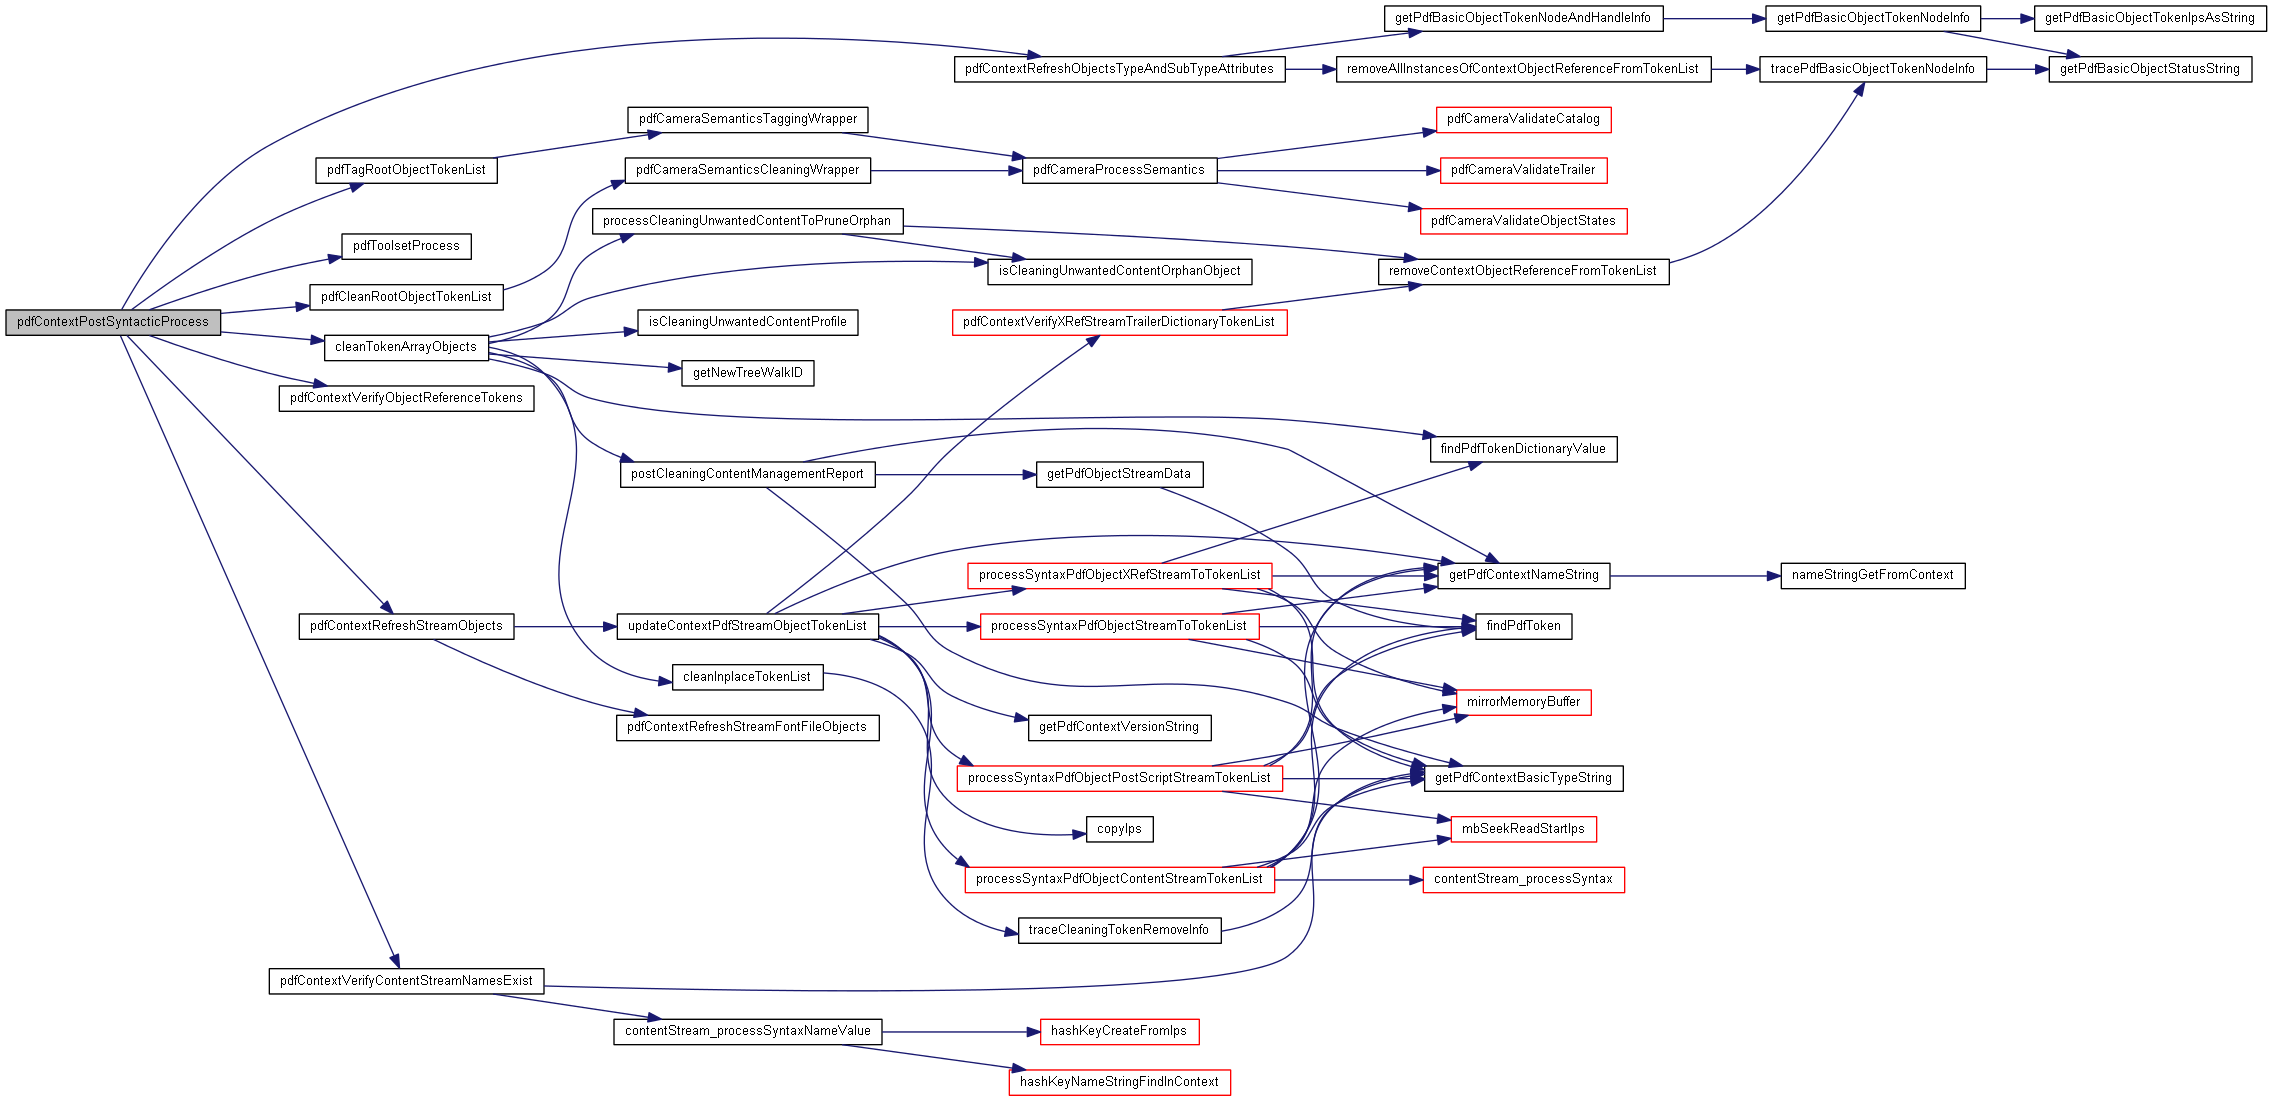 getPdfBasicObjectTokenNodeAndHandleInfo
getPdfBasicObjectTokenNodeInfo
getPdfBasicObjectTokenIpsAsString
pdfContextRefreshObjectsTypeAndSubTypeAttributes
removeAllInstancesOfContextObjectReferenceFromTokenList
tracePdfBasicObjectTokenNodeInfo
getPdfBasicObjectStatusString
pdfCameraSemanticsTaggingWrapper
pdfCameraValidateCatalog
pdfTagRootObjectTokenList
pdfCameraSemanticsCleaningWrapper
pdfCameraProcessSemantics
pdfCameraValidateTrailer
processCleaningUnwantedContentToPruneOrphan
pdfCameraValidateObjectStates
pdfToolsetProcess
isCleaningUnwantedContentOrphanObject
removeContextObjectReferenceFromTokenList
pdfCleanRootObjectTokenList
pdfContextPostSyntacticProcess
isCleaningUnwantedContentProfile
pdfContextVerifyXRefStreamTrailerDictionaryTokenList
cleanTokenArrayObjects
getNewTreeWalkID
pdfContextVerifyObjectReferenceTokens
findPdfTokenDictionaryValue
postCleaningContentManagementReport
getPdfObjectStreamData
processSyntaxPdfObjectXRefStreamToTokenList
getPdfContextNameString
nameStringGetFromContext
pdfContextRefreshStreamObjects
updateContextPdfStreamObjectTokenList
processSyntaxPdfObjectStreamToTokenList
findPdfToken
cleanInplaceTokenList
mirrorMemoryBuffer
pdfContextRefreshStreamFontFileObjects
getPdfContextVersionString
processSyntaxPdfObjectPostScriptStreamTokenList
getPdfContextBasicTypeString
copyIps
mbSeekReadStartIps
processSyntaxPdfObjectContentStreamTokenList
contentStream_processSyntax
traceCleaningTokenRemoveInfo
pdfContextVerifyContentStreamNamesExist
contentStream_processSyntaxNameValue
hashKeyCreateFromIps
hashKeyNameStringFindInContext